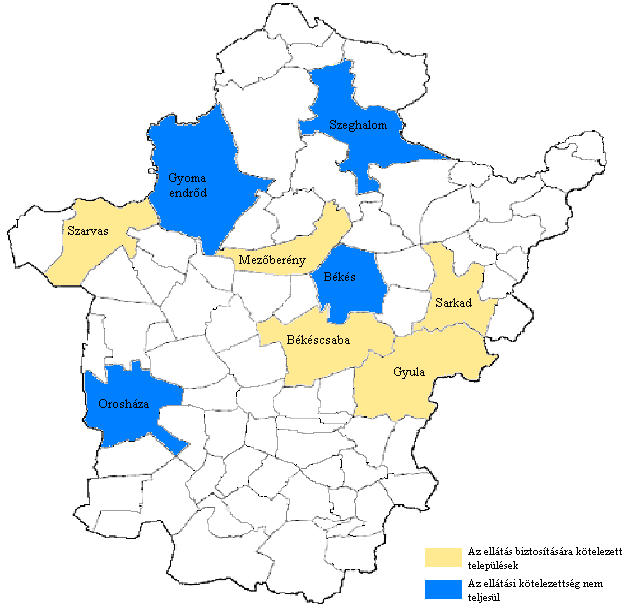 Szeghalom
Gyoma
endrőd
Szarvas
Mezőberény
Békés
Sarkad
Békéscsaba
Gyula
Orosháza
Az ellátás biztosítására kötelezett
települések
Az ellátási kötelezettség nem
teljesül